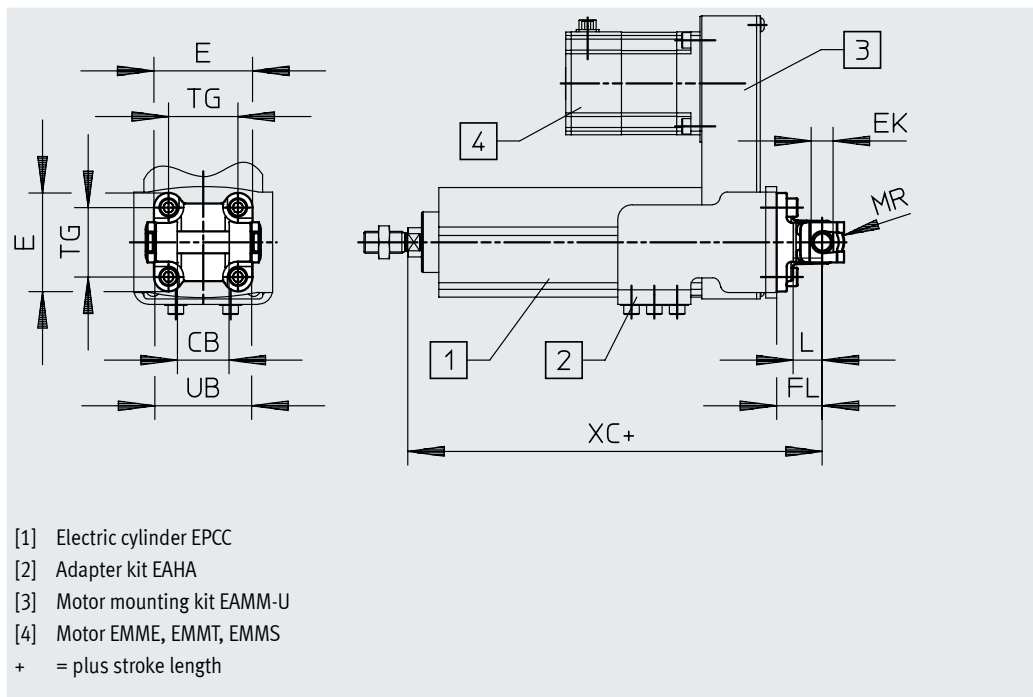 E
TG
E
TG
CB
UB
4
3
EK
MR
1
2
L
FL
XC+
[1] Electric cylinder EPCC
[2] Adapter kit EAHA
[3] Motor mounting kit EAMM-U
[4] Motor EMME, EMMT, EMMS
+ = plus stroke length